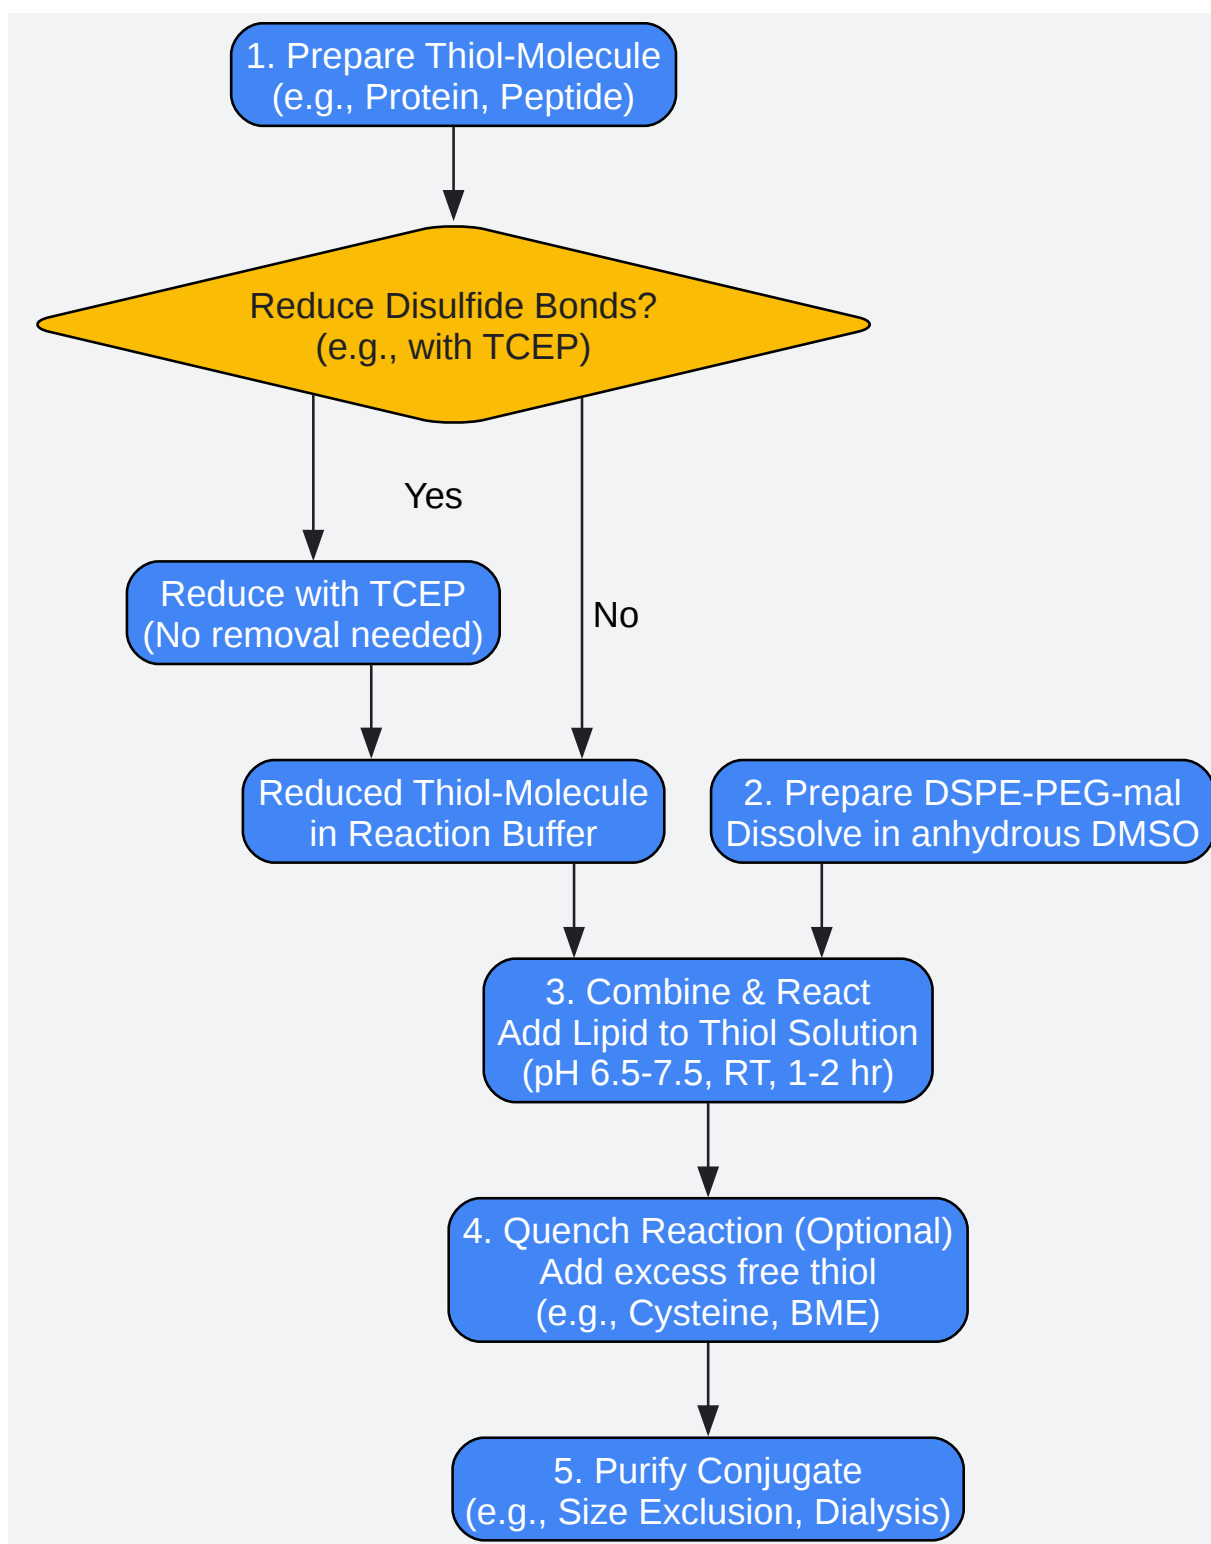 1. Prepare Thiol-Molecule
(e.g., Protein, Peptide)
Reduce Disulfide Bonds?
(e.g., with TCEP)
Yes
Reduce with TCEP
(No removal needed)
No
Reduced Thiol-Molecule
in Reaction Buffer
2. Prepare DSPE-PEG-mal
Dissolve in anhydrous DMSO
3. Combine & React
Add Lipid to Thiol Solution
(pH 6.5-7.5, RT, 1-2 hr)
4. Quench Reaction (Optional)
Add excess free thiol
(e.g., Cysteine, BME)
5. Purify Conjugate
(e.g., Size Exclusion, Dialysis)